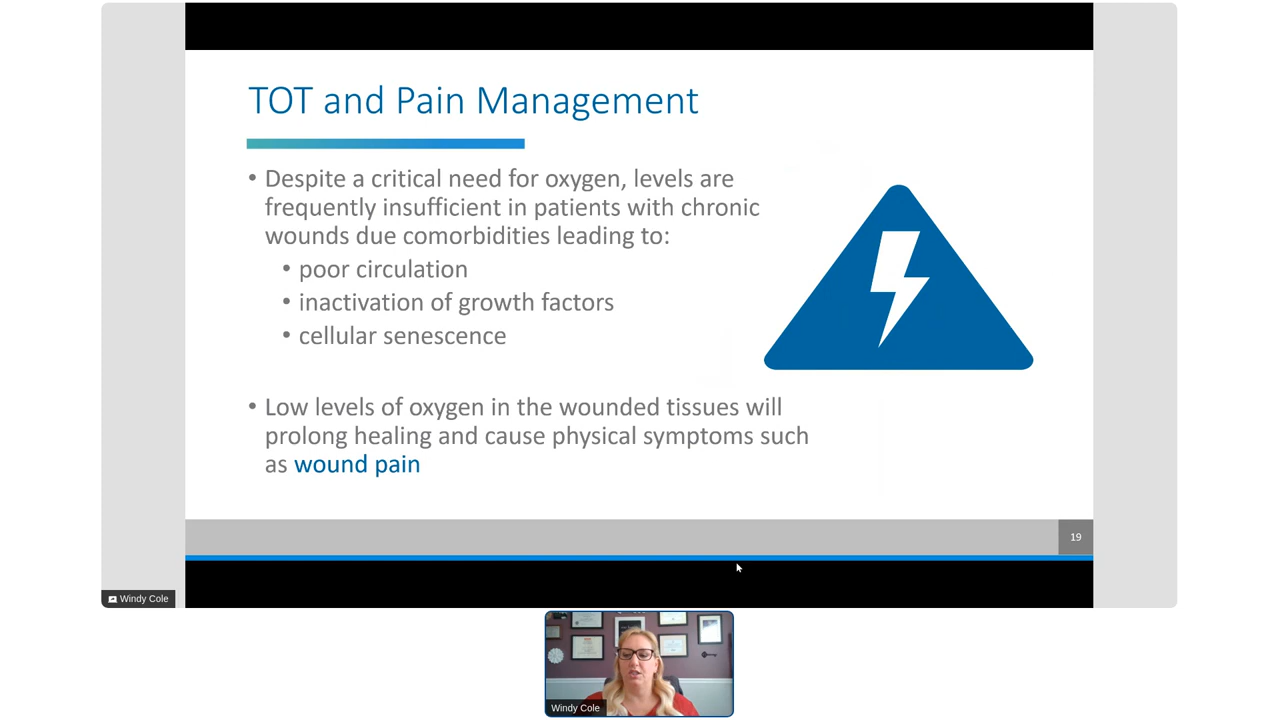 TOT and Pain Management
• Despite a critical need for oxygen, levels are
frequently insufficient in patients with chronic
wounds due comorbidities leading to:
• poor circulation
• inactivation of growth factors
• cellular senescence
• Low levels of oxygen in the wounded tissues will
prolong healing and cause physical symptoms such
as wound pain
19
Windy Cole
Windy Cole